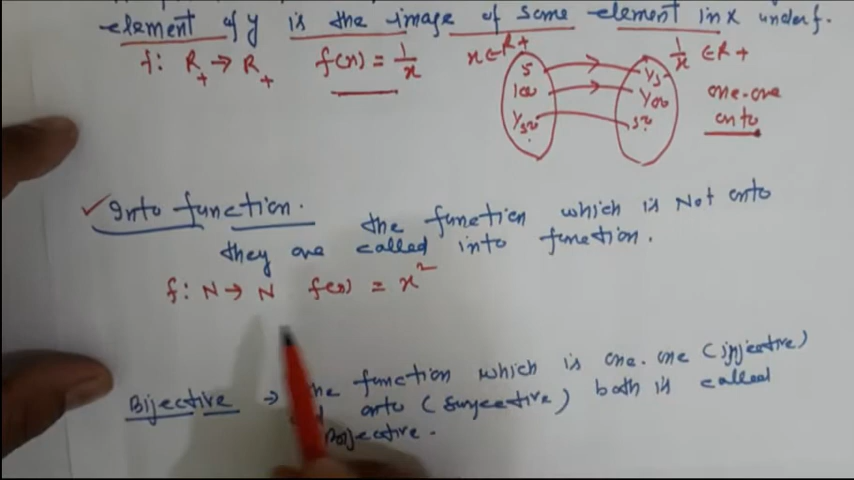 element of y is the image of some element in x under f.
f: R+ → R+ f(x) = 1/x x ∈ R+ 1/x ∈ R+
5 1/5
100 1/100 one-one
1/50 50 onto
Into function. the function which is Not onto
they are called into function.
f: N → N f(x) = x²
Bijective → function which is one-one (injective)
onto (surjective) both is called
Bijective.